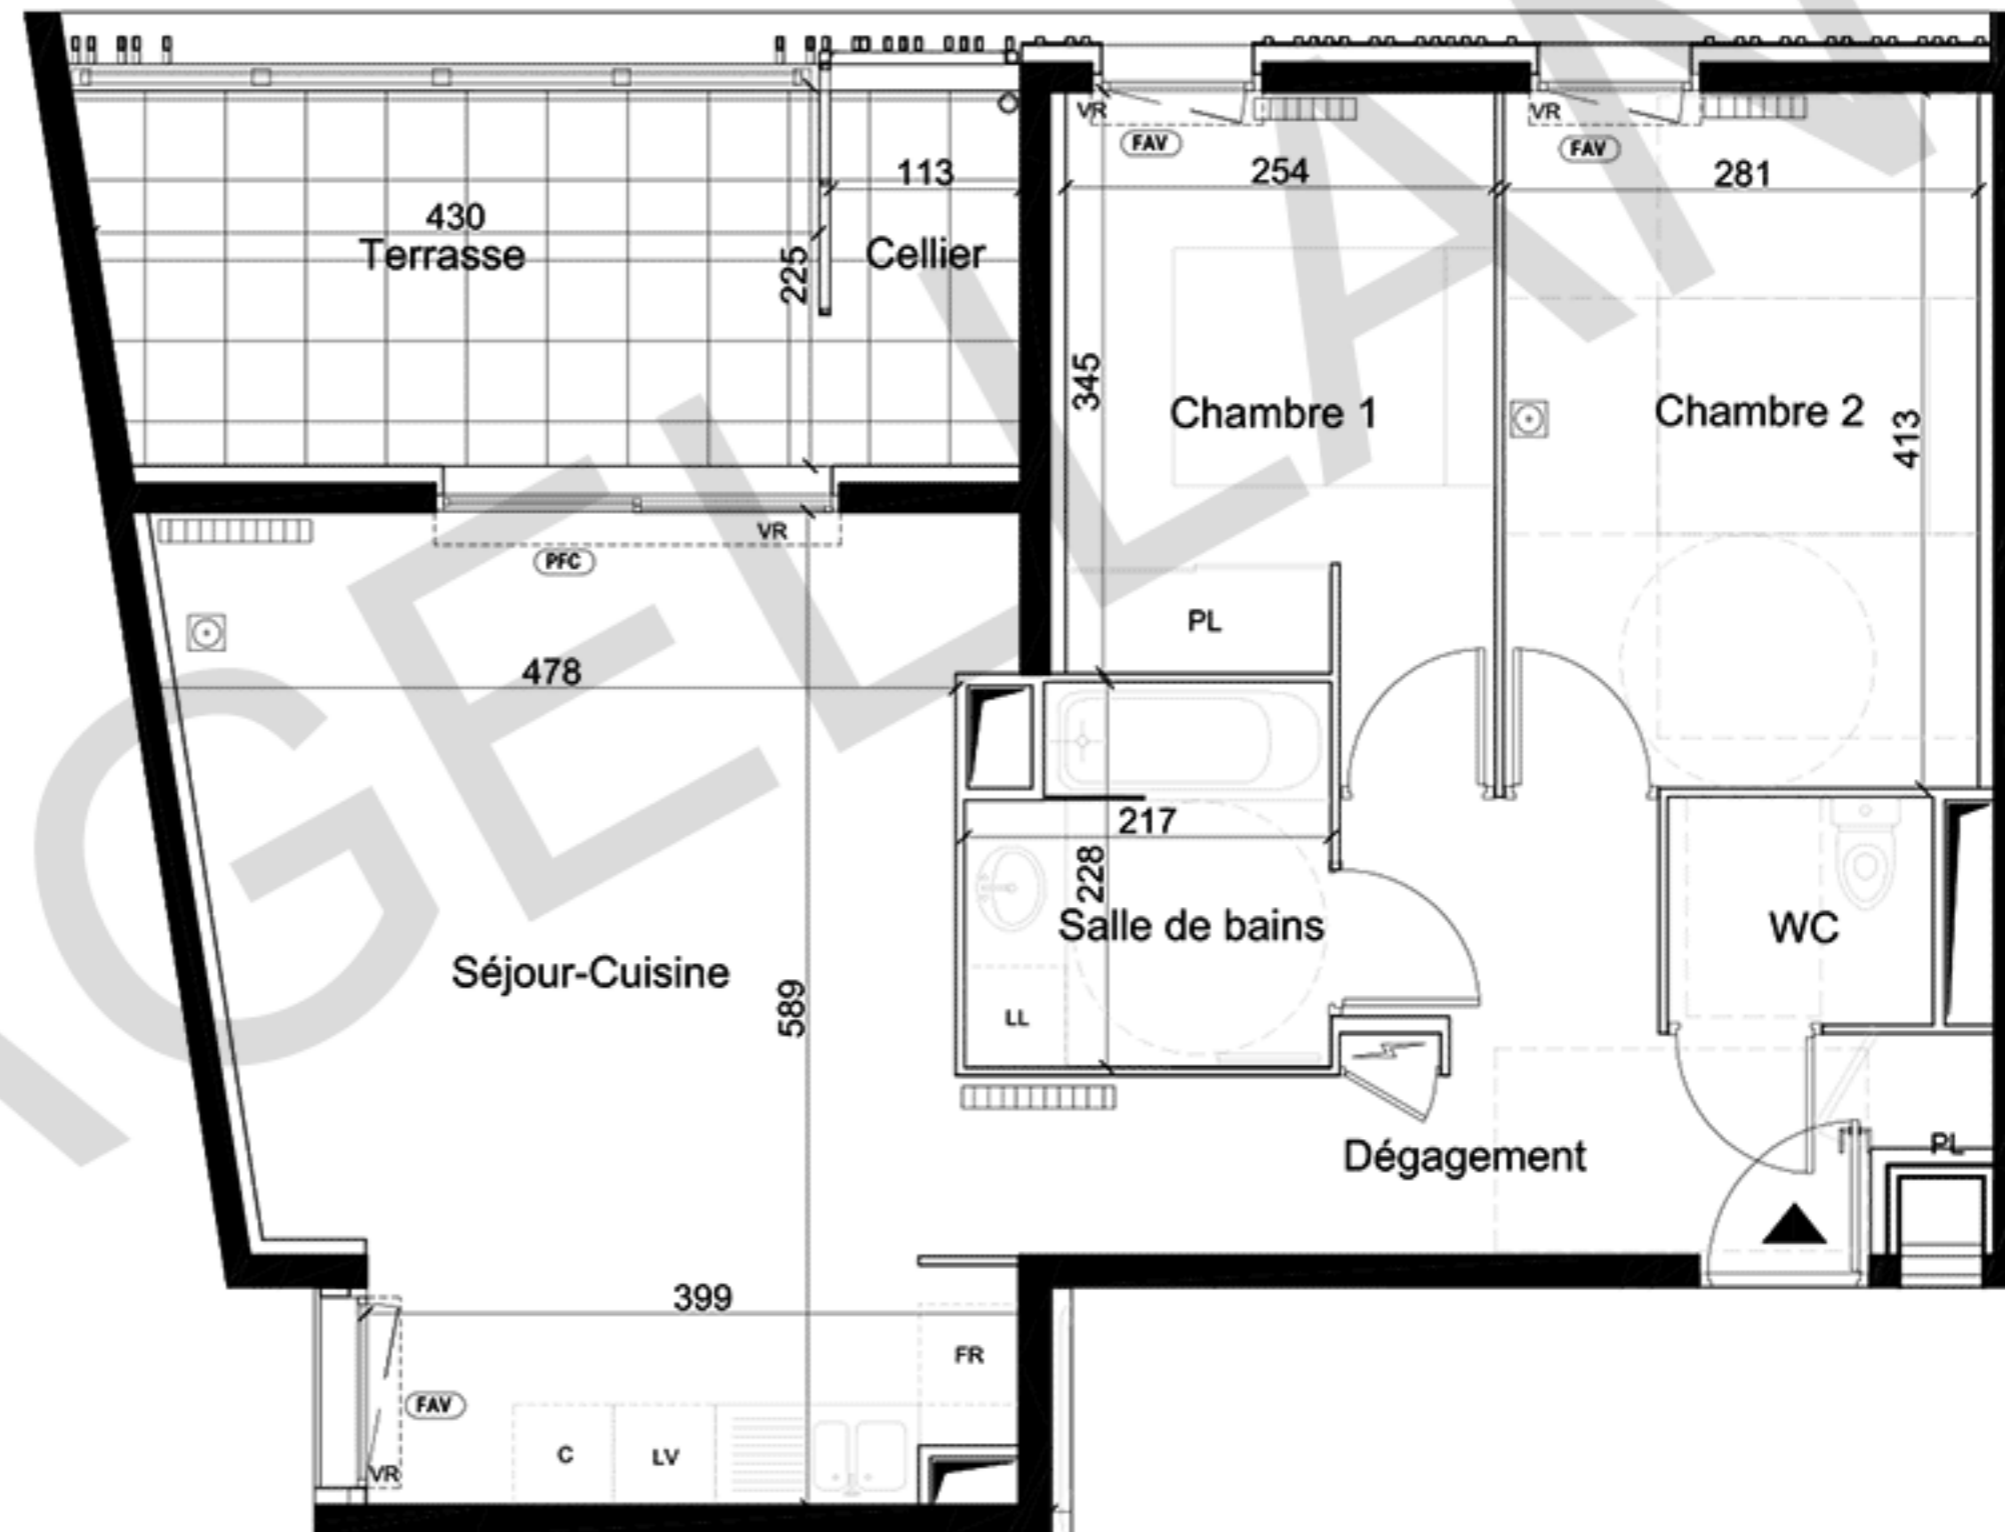 VR
FAV
VR
FAV
113
254
281
430
Terrasse
225
Cellier
345
Chambre 1
Chambre 2
413
VR
PFC
PL
478
217
228
Salle de bains
WC
Séjour-Cuisine
589
LL
Dégagement
PL
399
FR
FAV
C
LV
VR
AGELLAN